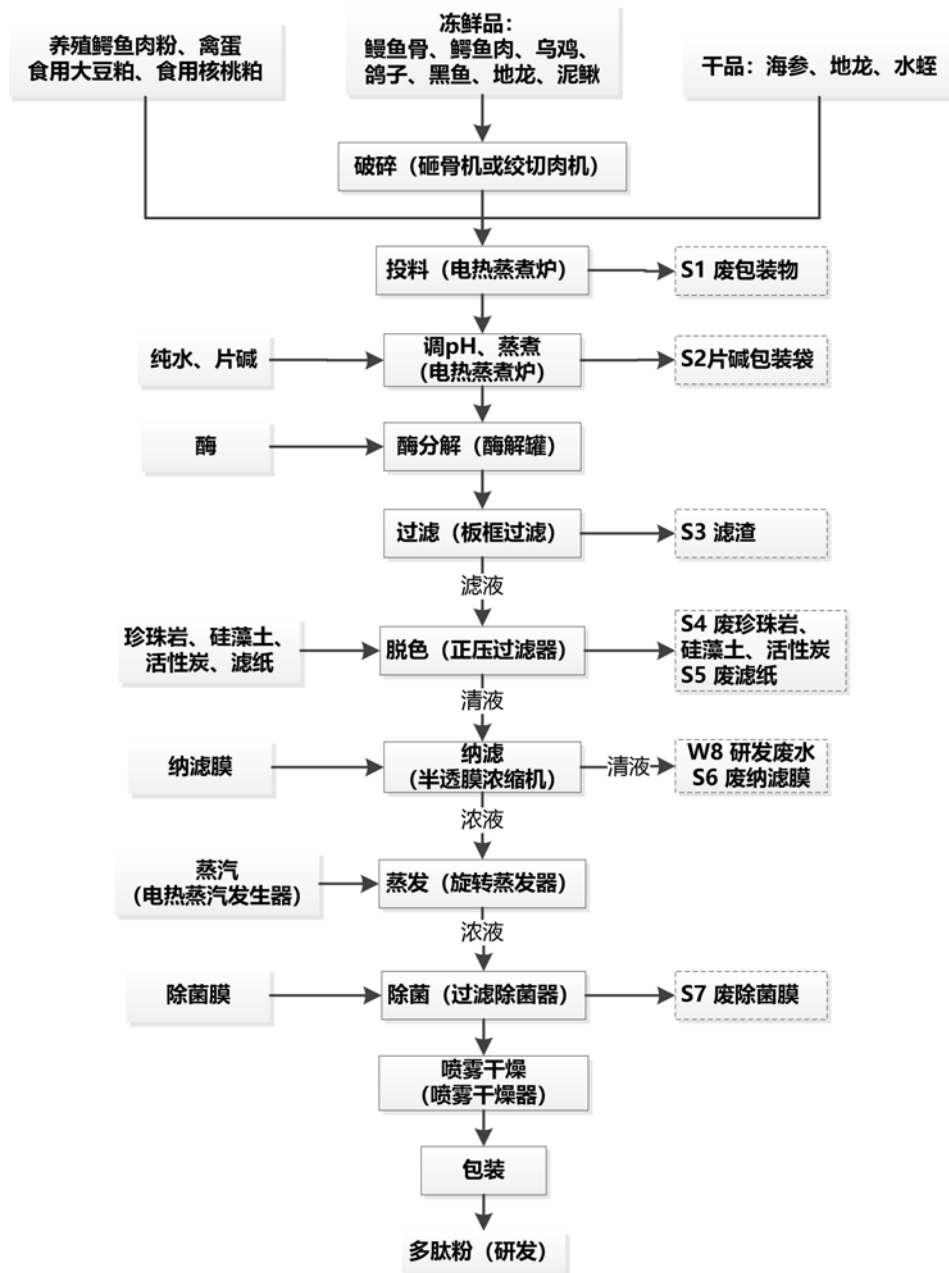 养殖鳄鱼肉粉、禽蛋
食用大豆粕、食用核桃粕
冻鲜品：
鳗鱼骨、鳄鱼肉、乌鸡、
鸽子、黑鱼、地龙、泥鳅
干品：海参、地龙、水蛭
破碎（砸骨机或绞切肉机）
投料（电热蒸煮炉）
S1 废包装物
纯水、片碱
调pH、蒸煮
(电热蒸煮炉)
S2片碱包装袋
酶
酶分解（酶解罐）
过滤（板框过滤）
S3 滤渣
滤液
珍珠岩、硅藻土、
活性炭、滤纸
脱色（正压过滤器）
S4 废珍珠岩、
硅藻土、活性炭
S5 废滤纸
清液
纳滤膜
纳滤
（半透膜浓缩机）
清液
W8 研发废水
S6 废纳滤膜
浓液
蒸汽
（电热蒸汽发生器）
蒸发（旋转蒸发器）
浓液
除菌膜
除菌（过滤除菌器）
S7 废除菌膜
喷雾干燥
（喷雾干燥器）
包装
多肽粉（研发）